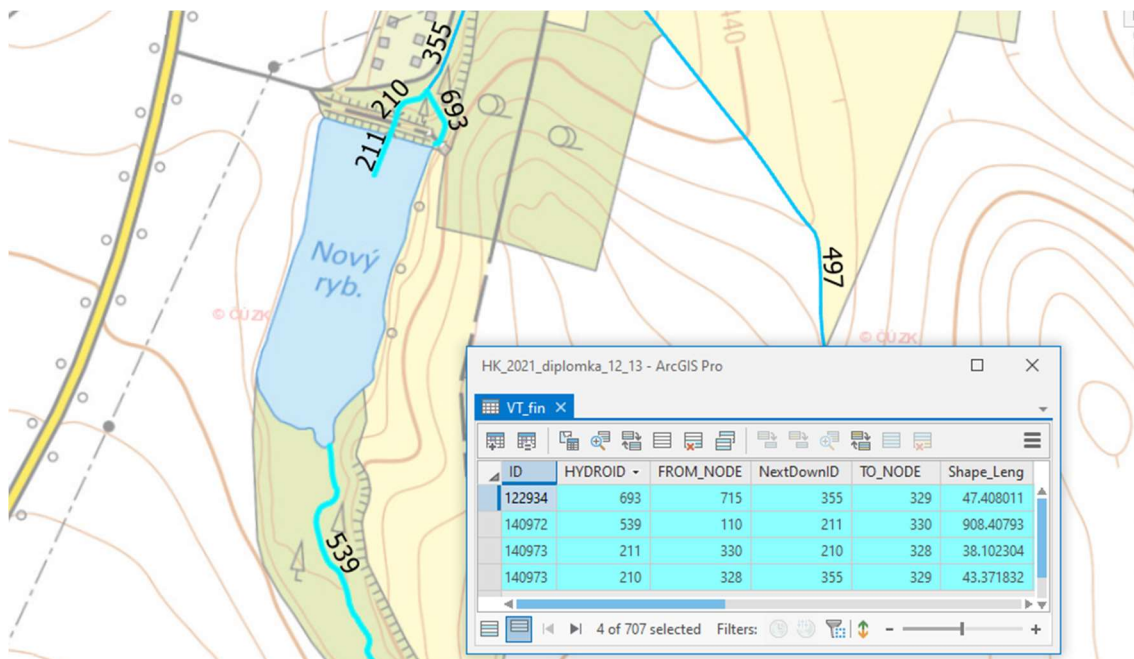 440
355
210
693
211
Nový
ryb.
497
© ČÚZK
© ČÚZK
539
HK_2021_diplomka_12_13 - ArcGIS Pro
VT_fin
ID HYDROID FROM_NODE NextDownID TO_NODE Shape_Leng
122934 693 715 355 329 47.408011
140972 539 110 211 330 908.40793
140973 211 330 210 328 38.102304
140973 210 328 355 329 43.371832
4 of 707 selected Filters: